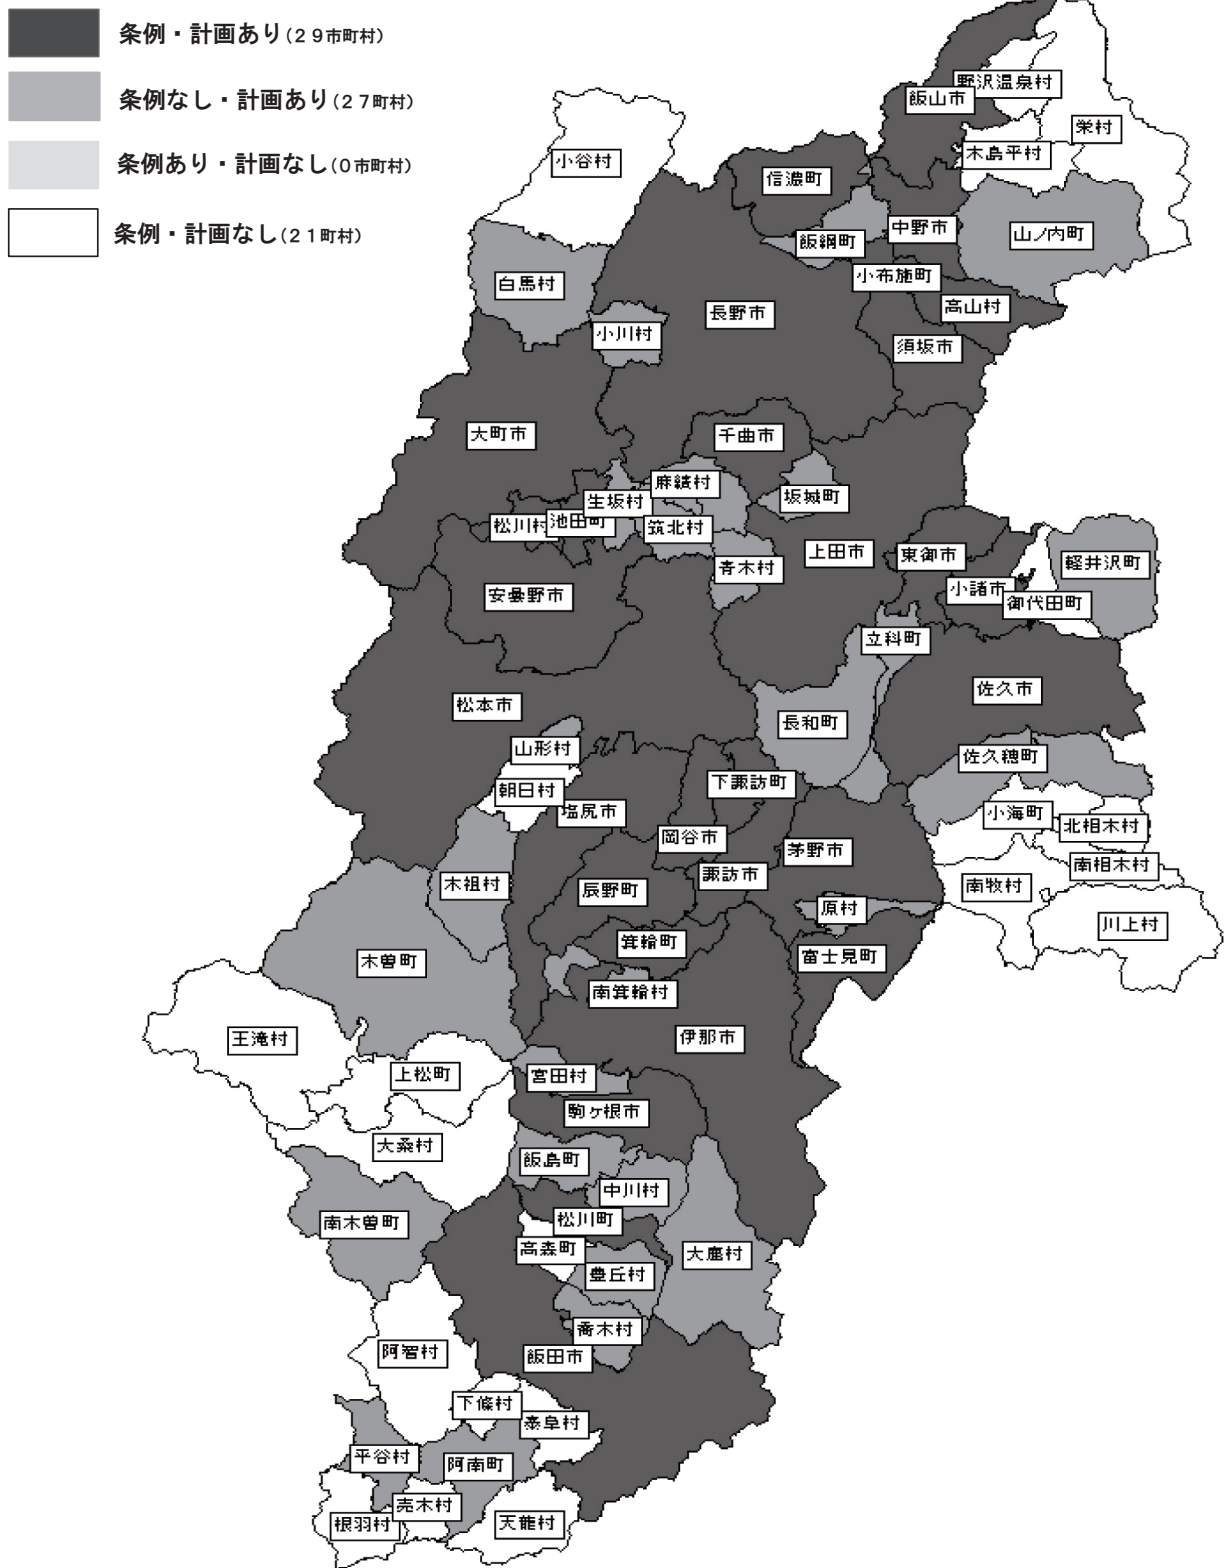 条例・計画あり(29市町村)
条例なし・計画あり(27町村)
条例あり・計画なし(0市町村)
条例・計画なし(21町村)
野沢温泉村
飯山市
栄村
木島平村
小谷村
信濃町
中野市
山ノ内町
飯綱町
小布施町
白馬村
高山村
長野市
小川村
須坂市
大町市
千曲市
麻績村
坂城町
生坂村
松川村
池田町
筑北村
上田市
東御市
軽井沢町
青木村
安曇野市
小諸市
御代田町
立科町
佐久市
松本市
長和町
山形村
佐久穂町
下諏訪町
朝日村
塩尻市
小海町
北相木村
岡谷市
茅野市
南相木村
諏訪市
木祖村
辰野町
南牧村
原村
川上村
箕輪町
富士見町
木曽町
南箕輪村
王滝村
伊那市
上松町
宮田村
駒ヶ根市
大桑村
飯島町
中川村
南木曽町
松川町
高森町
大鹿村
豊丘村
喬木村
阿智村
飯田市
下條村
泰阜村
平谷村
阿南町
売木村
根羽村
天龍村